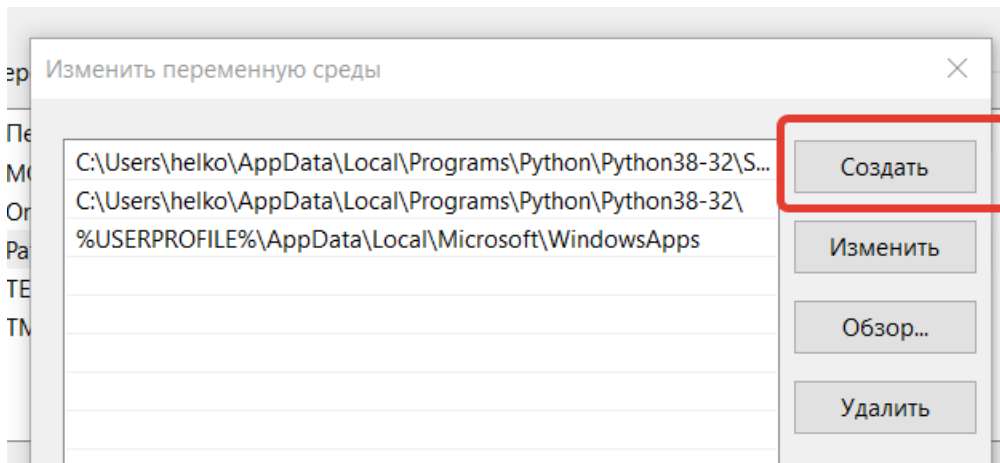 Изменить переменную среды
C:\Users\helko\AppData\Local\Programs\Python\Python38-32\S...
C:\Users\helko\AppData\Local\Programs\Python\Python38-32\
%USERPROFILE%\AppData\Local\Microsoft\WindowsApps
Создать
Изменить
Обзор...
Удалить